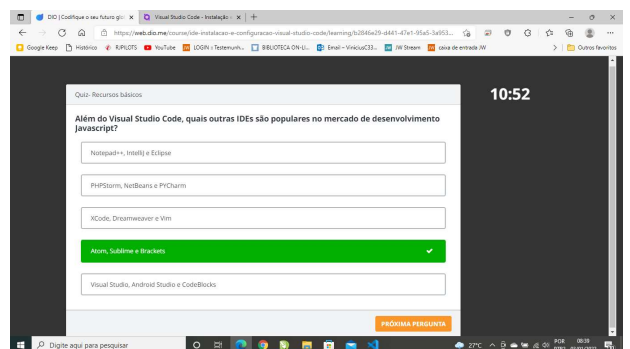 DIO | Codifique o seu futuro glo
Visual Studio Code - Instalação
https://web.dio.me/course/ide-instalacao-e-configuracao-visual-studio-code/learning/b2846e29-d441-47e1-95a5-3a953...
Google Keep Histórico RJPILOTS YouTube LOGIN :: Testemunh... BIBLIOTECA ON-LI... Email – ViniciusC33... JW Stream caixa de entrada JW Outros favoritos
Quiz- Recursos básicos
10:52
Além do Visual Studio Code, quais outras IDEs são populares no mercado de desenvolvimento
Javascript?
Notepad++, IntelliJ e Eclipse
PHPStorm, NetBeans e PYCharm
XCode, Dreamweaver e Vim
Atom, Sublime e Brackets
Visual Studio, Android Studio e CodeBlocks
PRÓXIMA PERGUNTA
Digite aqui para pesquisar
27°C
POR
08:39